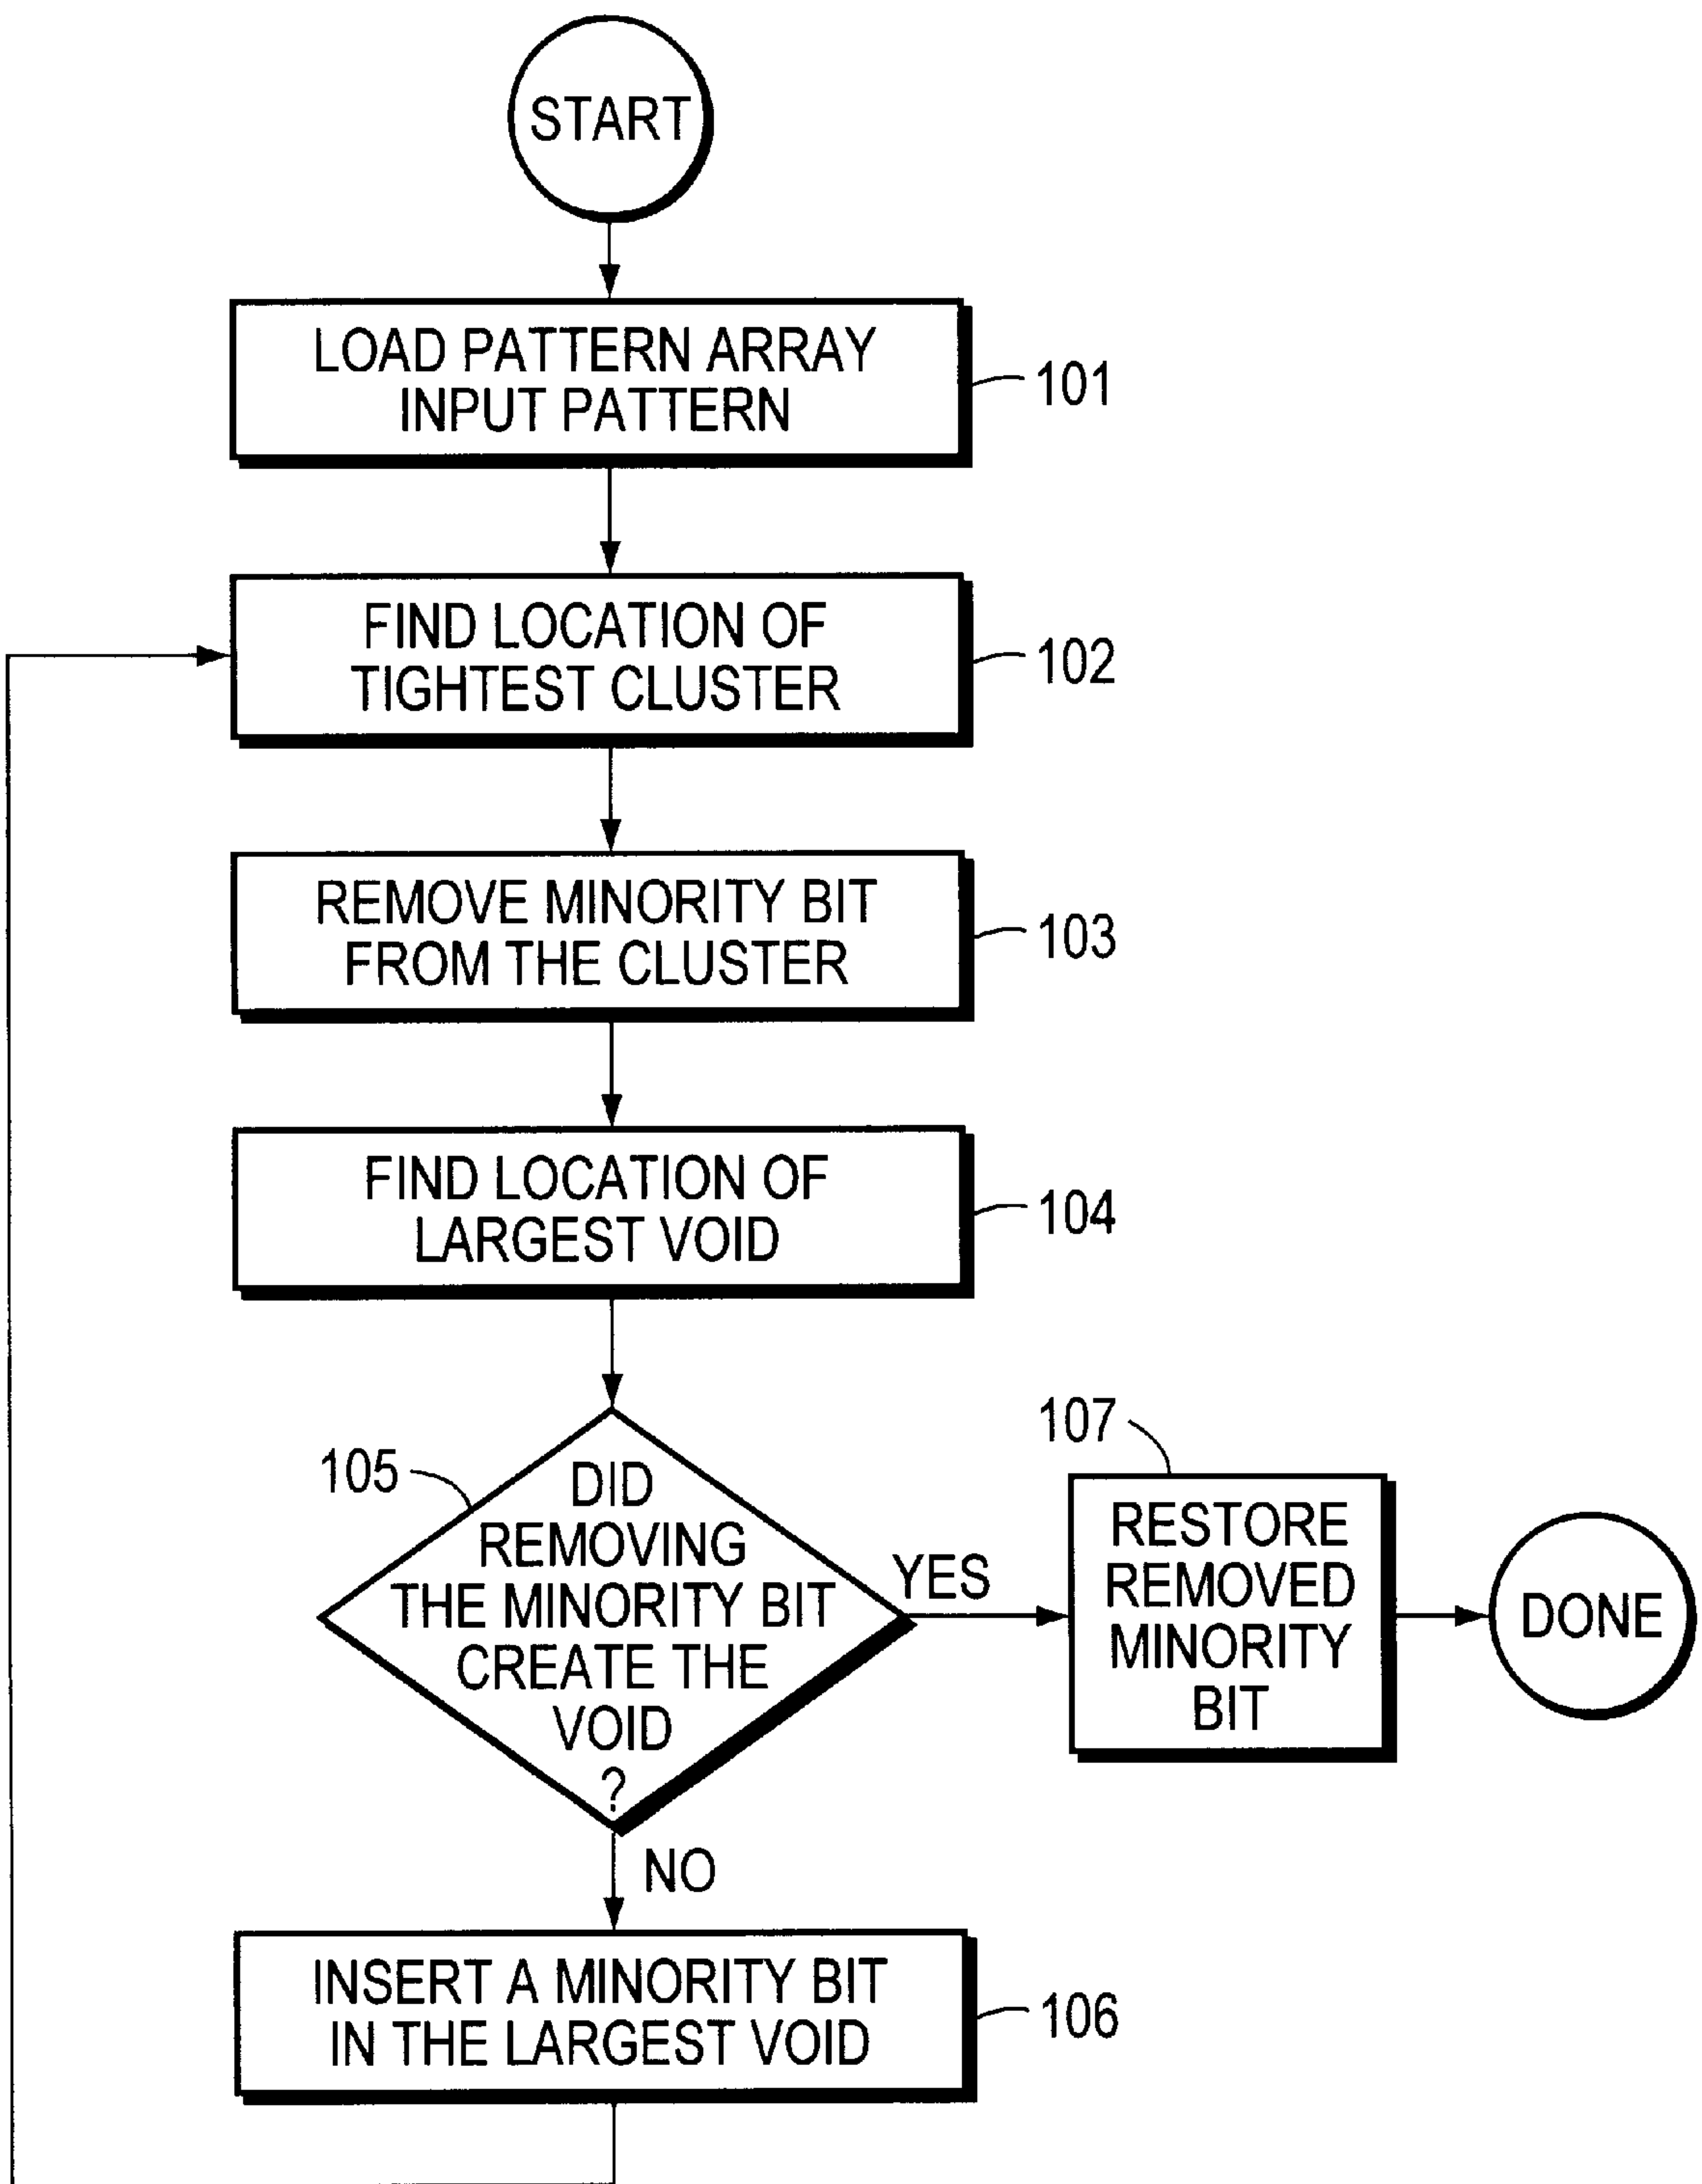 START
LOAD PATTERN ARRAY
INPUT PATTERN
101
FIND LOCATION OF
TIGHTEST CLUSTER
102
REMOVE MINORITY BIT
FROM THE CLUSTER
103
FIND LOCATION OF
LARGEST VOID
104
105
DID
REMOVING
THE MINORITY BIT
CREATE THE
VOID
?
YES
107
RESTORE
REMOVED
MINORITY
BIT
DONE
NO
INSERT A MINORITY BIT
IN THE LARGEST VOID
106